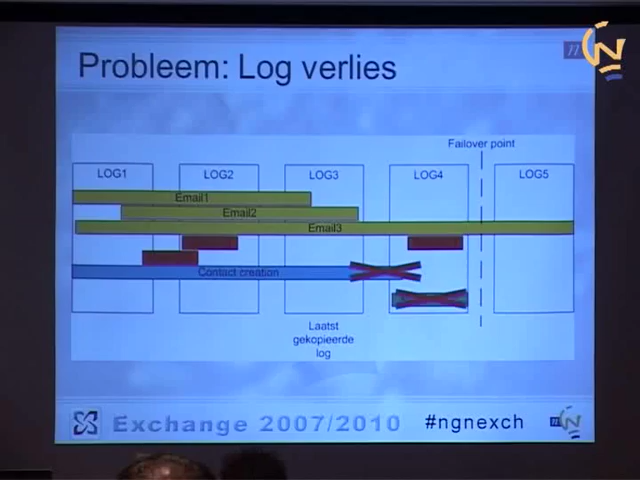 Probleem: Log verlies
Failover point
LOG1 LOG2 LOG3 LOG4 LOG5
Email1
Email2
Email3
Contact creation
Laatst
gekopieerde
log
Exchange 2007/2010 #ngnexch